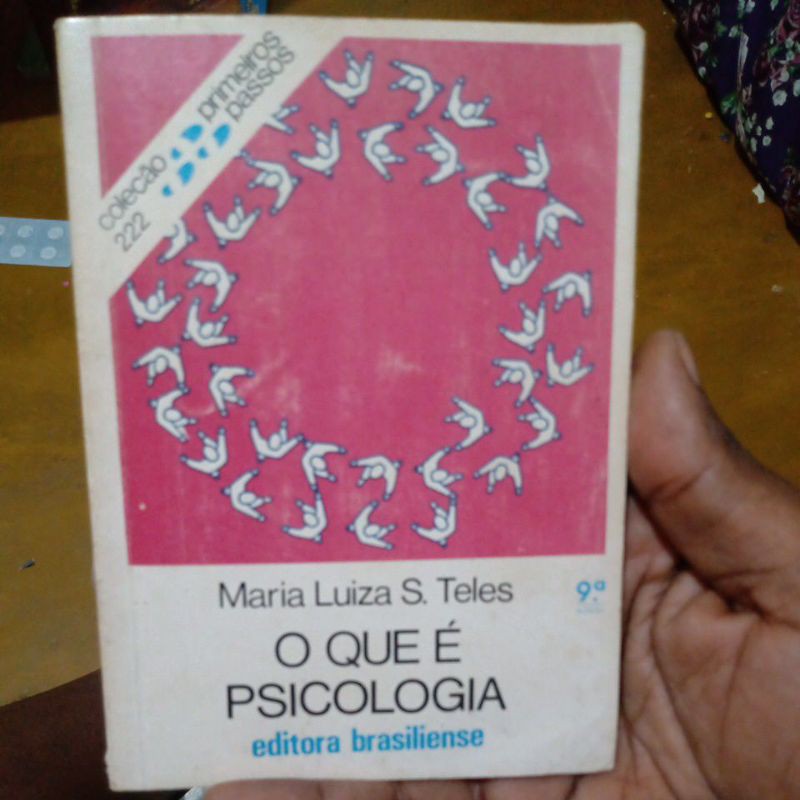 coleção
222
primeiros
passos
Maria Luiza S. Teles
9.ª
O QUE É
PSICOLOGIA
editora brasiliense